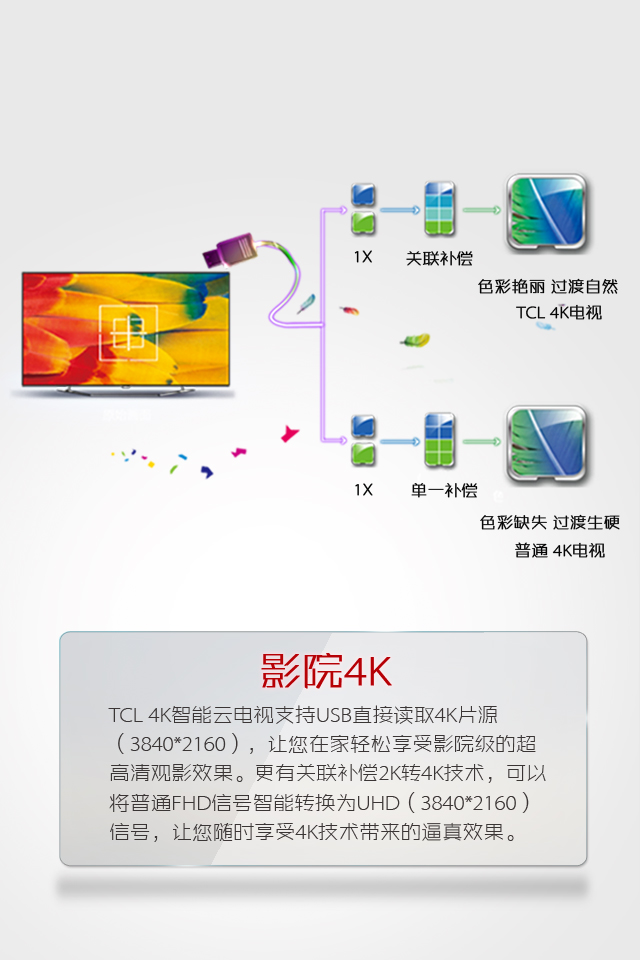 1X
关联补偿
色彩艳丽 过渡自然
TCL 4K电视
1X
单一补偿
色彩缺失 过渡生硬
普通 4K电视
影院4K
TCL 4K智能云电视支持USB直接读取4K片源
（3840*2160），让您在家轻松享受影院级的超
高清观影效果。更有关联补偿2K转4K技术，可以
将普通FHD信号智能转换为UHD（3840*2160）
信号，让您随时享受4K技术带来的逼真效果。